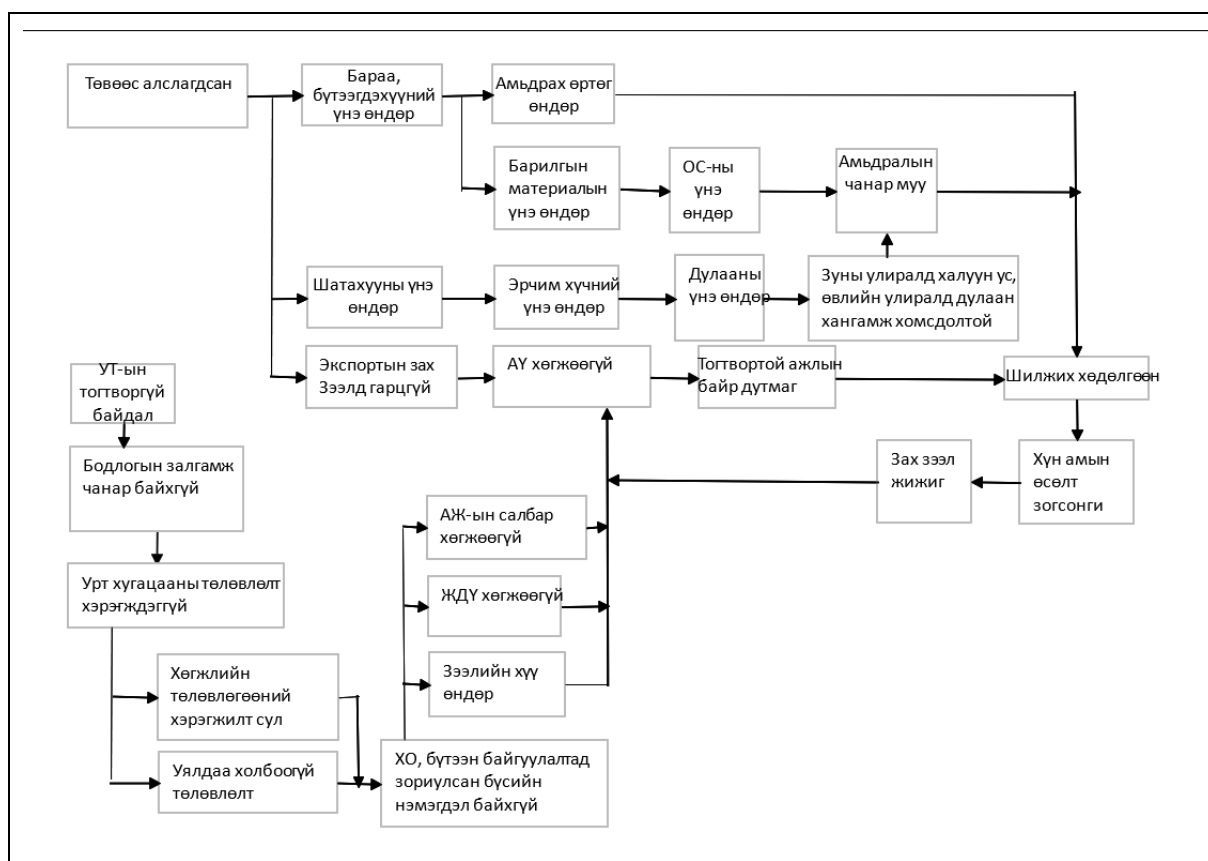 Төвөөс алслагдсан
Бараа,
бүтээгдэхүүний
үнэ өндөр
Амьдрах өртөг
өндөр
Барилгын
материалын
үнэ өндөр
ОС-ны
үнэ
өндөр
Амьдралын
чанар муу
Шатахууны үнэ
өндөр
Эрчим хүчний
үнэ өндөр
Дулааны
үнэ өндөр
Зуны улиралд халуун ус,
өвлийн улиралд дулаан
хангамж хомсдолтой
Экспортын зах
Зээлд гарцгүй
АҮ хөгжөөгүй
Тогтвортой ажлын
байр дутмаг
Шилжих хөдөлгөөн
УТ-ын
тогтворгүй
байдал
Бодлогын залгамж
чанар байхгүй
Зах зээл
жижиг
Хүн амын
өсөлт
зогсонги
АЖ-ын салбар
хөгжөөгүй
Урт хугацааны төлөвлөлт
хэрэгждэггүй
ЖДҮ хөгжөөгүй
Зээлийн хүү
өндөр
Хөгжлийн
төлөвлөгөөний
хэрэгжилт сул
Уялдаа холбоогүй
төлөвлөлт
ХО, бүтээн байгуулалтад
зориулсан бүсийн
нэмэгдэл байхгүй